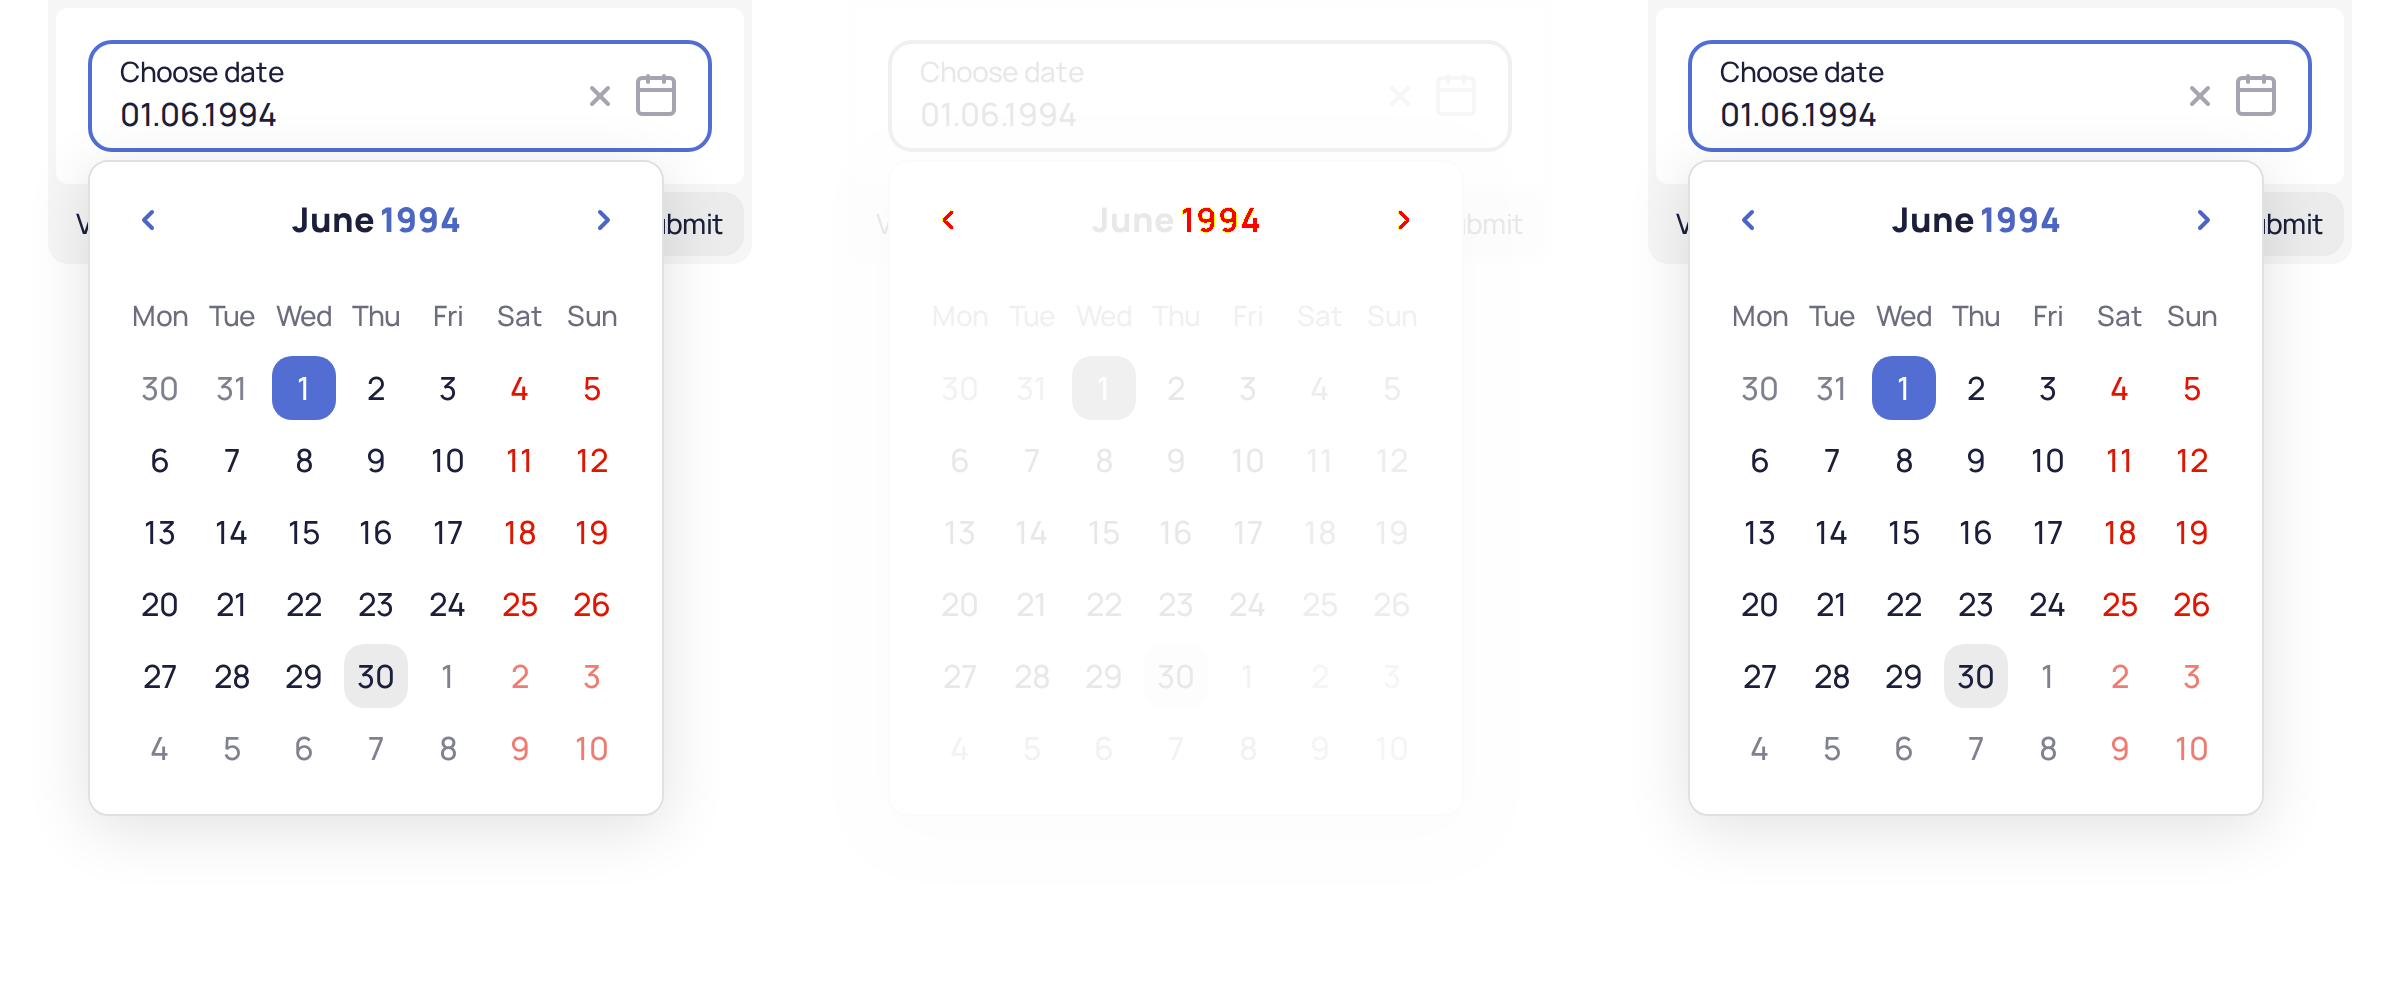 Choose date
01.06.1994
June 1994
V
bmit
Mon Tue Wed Thu Fri Sat Sun
30 31 1 2 3 4 5
6 7 8 9 10 11 12
13 14 15 16 17 18 19
20 21 22 23 24 25 26
27 28 29 30 1 2 3
4 5 6 7 8 9 10
Choose date
01.06.1994
June 1994
V
bmit
Mon Tue Wed Thu Fri Sat Sun
30 31 1 2 3 4 5
6 7 8 9 10 11 12
13 14 15 16 17 18 19
20 21 22 23 24 25 26
27 28 29 30 1 2 3
4 5 6 7 8 9 10
Choose date
01.06.1994
June 1994
V
bmit
Mon Tue Wed Thu Fri Sat Sun
30 31 1 2 3 4 5
6 7 8 9 10 11 12
13 14 15 16 17 18 19
20 21 22 23 24 25 26
27 28 29 30 1 2 3
4 5 6 7 8 9 10